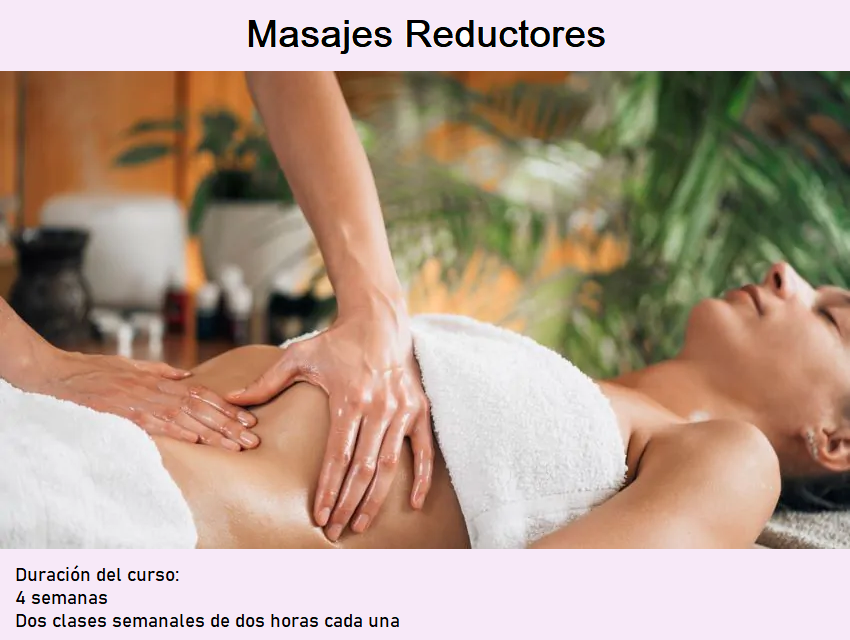 Masajes Reductores
Duración del curso:
4 semanas
Dos clases semanales de dos horas cada una